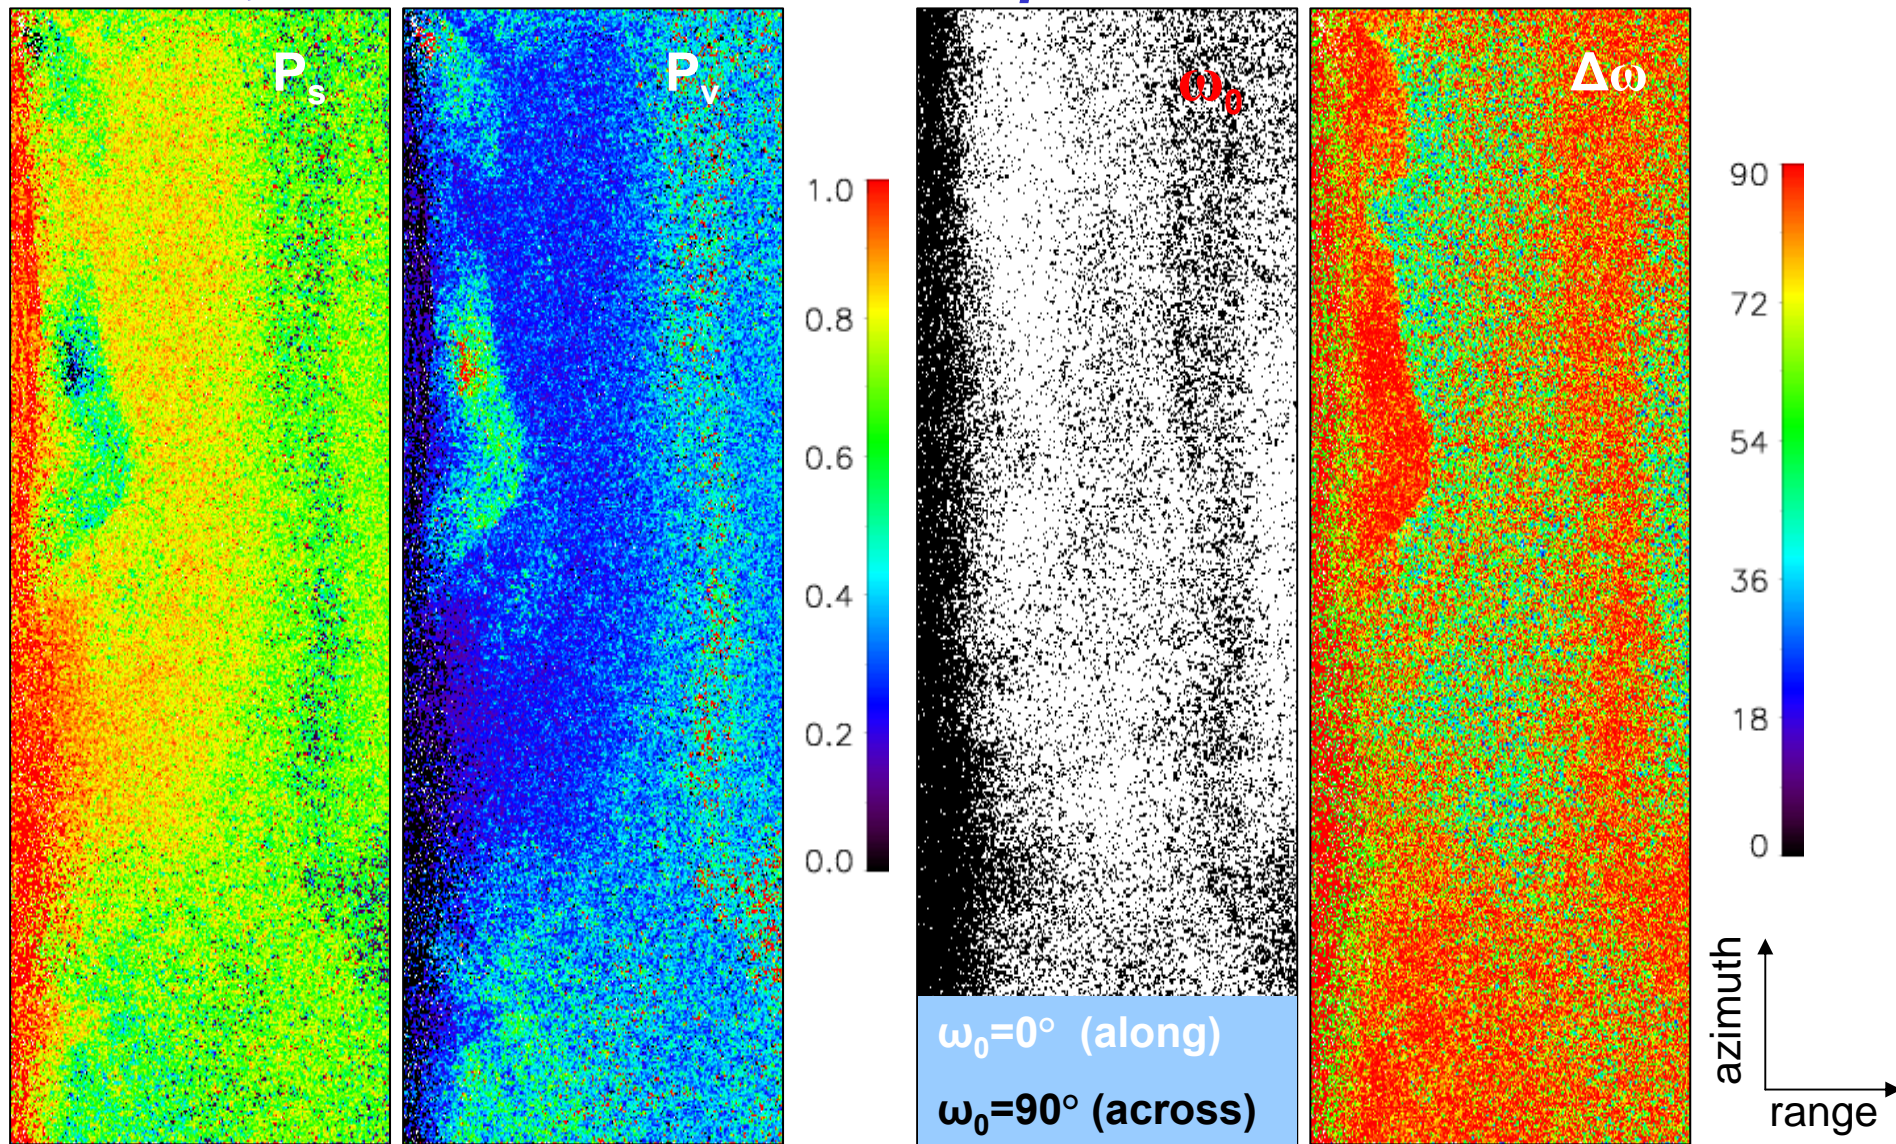 Pₛ
Pᵥ
ω₀
Δω
1.0
0.8
0.6
0.4
0.2
0.0
90
72
54
36
18
0
ω₀=0° (along)
ω₀=90° (across)
azimuth
range